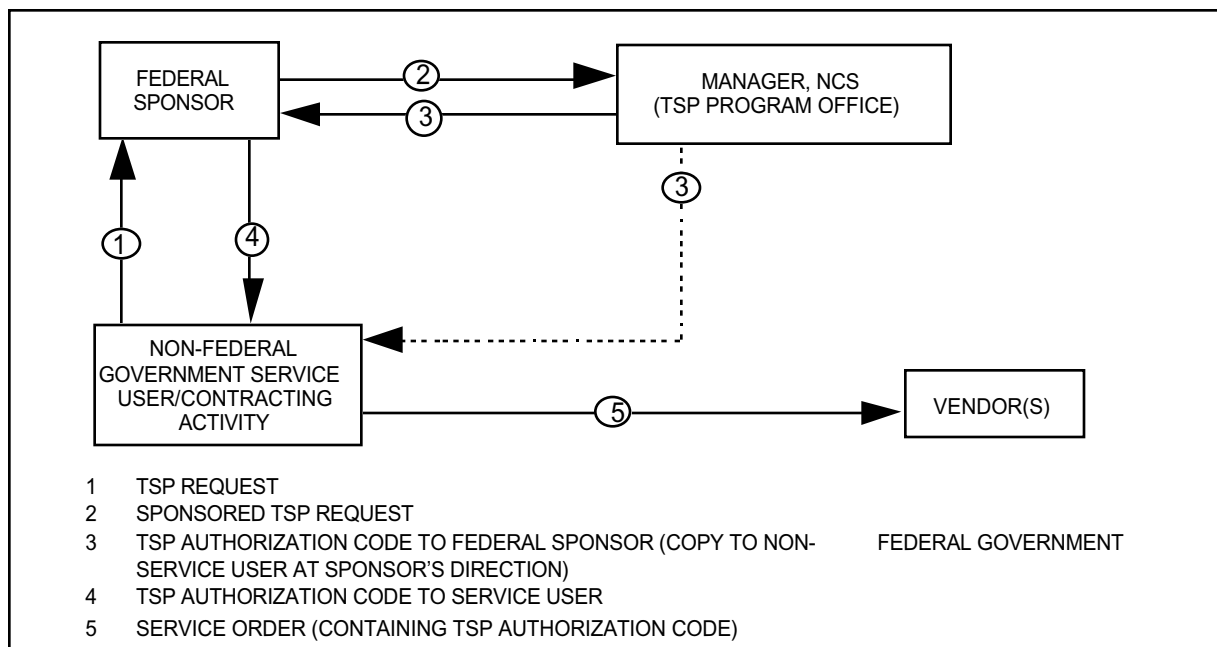 FEDERAL
SPONSOR
2
MANAGER, NCS
(TSP PROGRAM OFFICE)
3
3
1
4
NON-FEDERAL
GOVERNMENT SERVICE
USER/CONTRACTING
ACTIVITY
5
VENDOR(S)
1 TSP REQUEST
2 SPONSORED TSP REQUEST
3 TSP AUTHORIZATION CODE TO FEDERAL SPONSOR (COPY TO NON- FEDERAL GOVERNMENT
SERVICE USER AT SPONSOR'S DIRECTION)
4 TSP AUTHORIZATION CODE TO SERVICE USER
5 SERVICE ORDER (CONTAINING TSP AUTHORIZATION CODE)